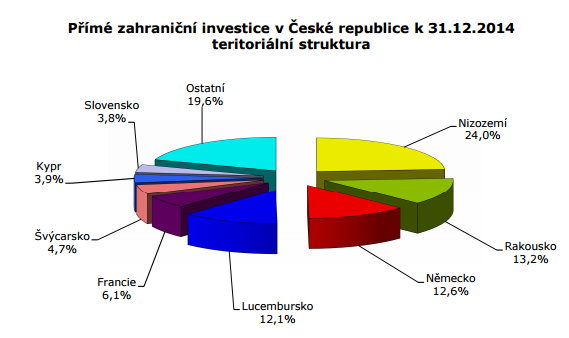 Přímé zahraniční investice v České republice k 31.12.2014
teritoriální struktura
Ostatní
19,6%
Slovensko
3,8%
Kypr
3,9%
Švýcarsko
4,7%
Francie
6,1%
Lucembursko
12,1%
Německo
12,6%
Rakousko
13,2%
Nizozemí
24,0%